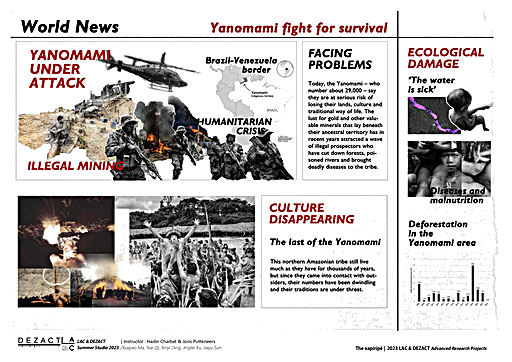 World News
Yanomami fight for survival
YANOMAMI
UNDER
ATTACK
Brazil-Venezuela
border
HUMANITARIAN
CRISIS
ILLEGAL MINING
FACING
PROBLEMS
Today, the Yanomami – who
number about 29,000 – say
they are at serious risk of
losing their lands, culture and
traditional way of life. The
lust for gold and other valu-
able minerals that lay beneath
their ancestral territory has in
recent years attracted a wave
of illegal prospectors who
have cut down forests, poi-
soned rivers and brought
deadly diseases to the tribe.
ECOLOGICAL
DAMAGE
‘The water
is sick’
Diseases and
malnutrition
Deforestation
in the
Yanomami area
CULTURE
DISAPPEARING
The last of the Yanomami
This northern Amazonian tribe still live
much as they have for thousands of years,
but since they came into contact with out-
siders, their numbers have been dwindling
and their traditions are under threat.
DEZACT
LAC
LAC & DEZACT
Summer Studio 2023
| Instructor: Hadin Charbel & Joris Putteneers
The xapiripë | 2023 LAC & DEZACT Advanced Research Projects